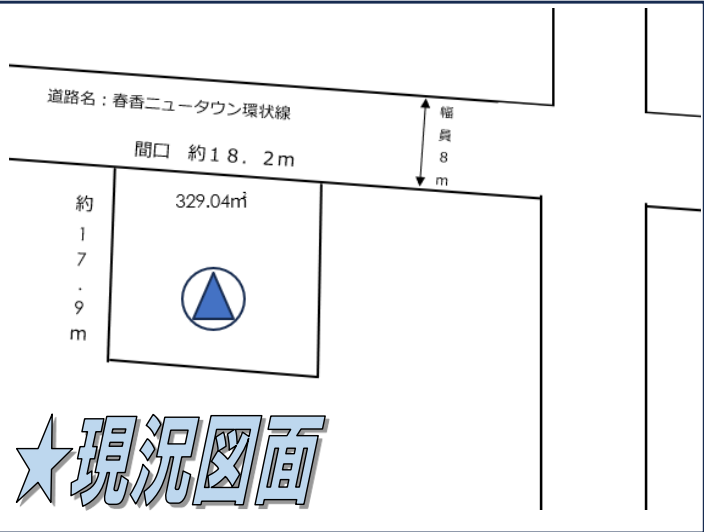 道路名：春香ニュータウン環状線
幅員8m
間口 約18．2m
329.04㎡
約17.9m
★現況図面